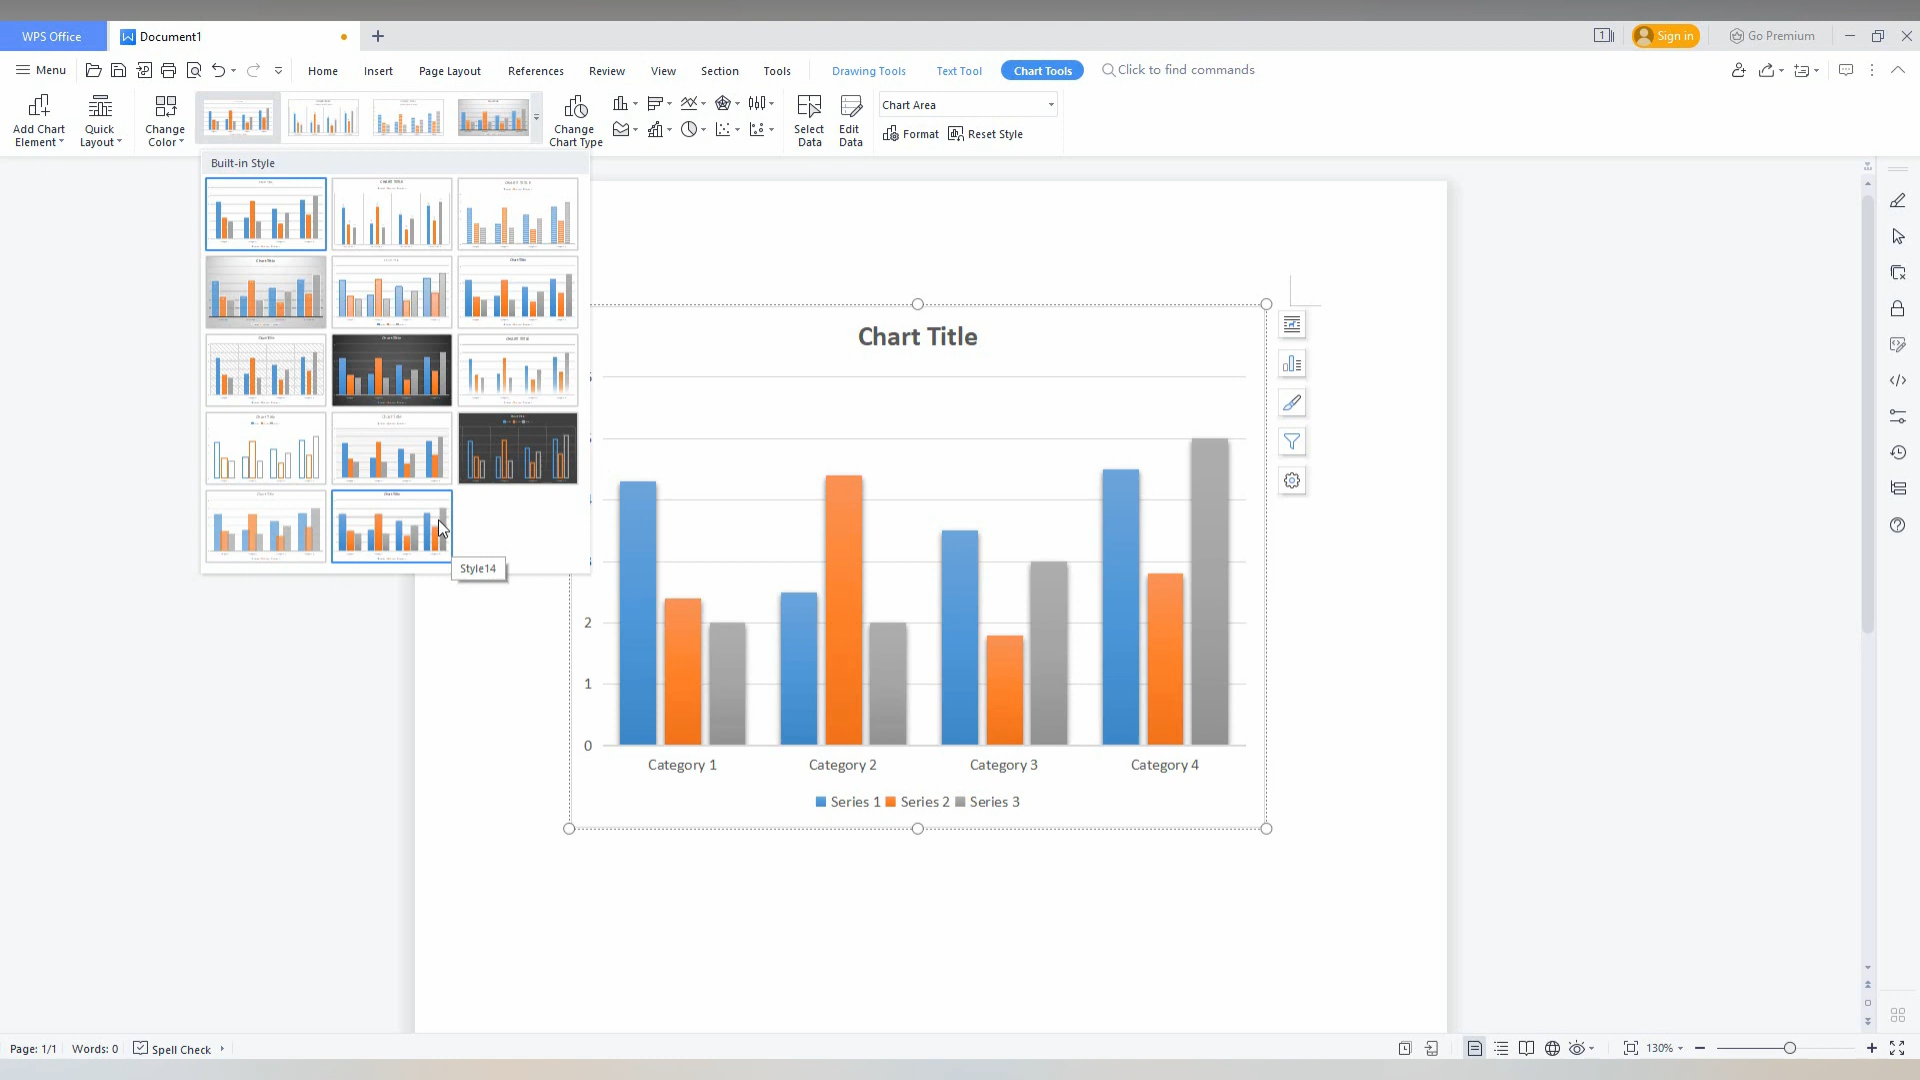 WPS Office
Document1
1
Sign in
Go Premium
Menu
Home
Insert
Page Layout
References
Review
View
Section
Tools
Drawing Tools
Text Tool
Chart Tools
Click to find commands
Add Chart
Element
Quick
Layout
Change
Color
Change
Chart Type
Select
Data
Edit
Data
Chart Area
Format
Reset Style
Built-in Style
Style14
Chart Title
2
1
0
Category 1
Category 2
Category 3
Category 4
Series 1
Series 2
Series 3
Page: 1/1
Words: 0
Spell Check
130%